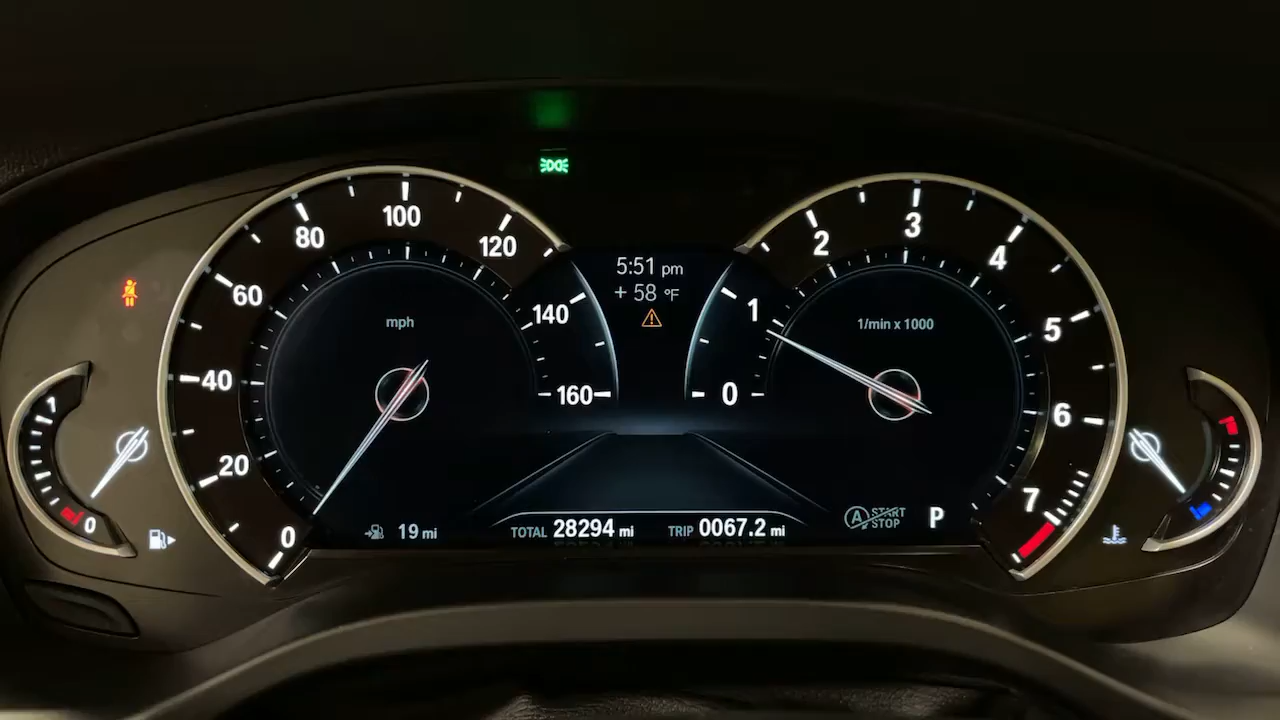 5:51 pm
+ 58 °F
0
20
40
60
80
100
120
140
160
mph
0
1
2
3
4
5
6
7
1/min x 1000
1
0
19 mi
TOTAL 28294 mi
TRIP 0067.2 mi
A START
STOP
P